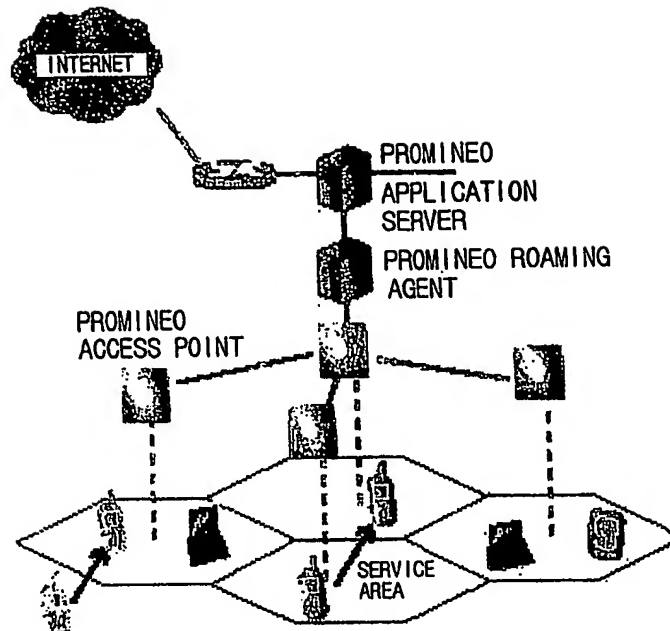 INTERNET
PROMINEO
APPLICATION
SERVER
PROMINEO ROAMING
AGENT
PROMINEO
ACCESS POINT
SERVICE
AREA